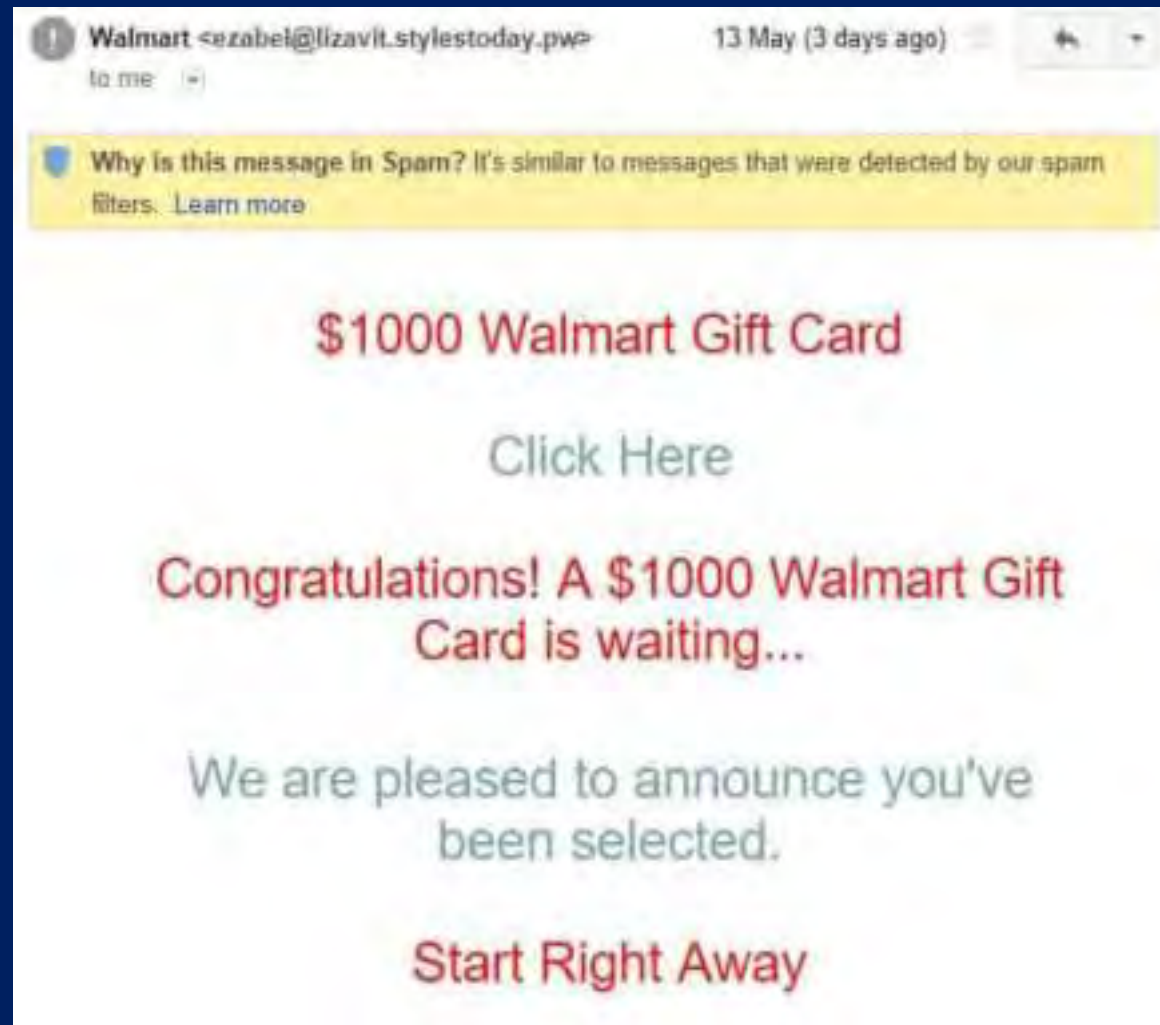 Walmart <ezabel@lizavit.stylestoday.pw> 13 May (3 days ago)
to me
Why is this message in Spam? It's similar to messages that were detected by our spam
filters. Learn more
$1000 Walmart Gift Card
Click Here
Congratulations! A $1000 Walmart Gift
Card is waiting...
We are pleased to announce you've
been selected.
Start Right Away